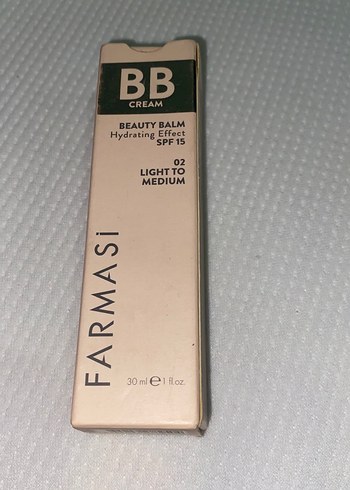 BB
CREAM
BEAUTY BALM
Hydrating Effect
SPF 15
02
LIGHT TO
MEDIUM
FARMASi
30 ml ℮ 1 fl.oz.